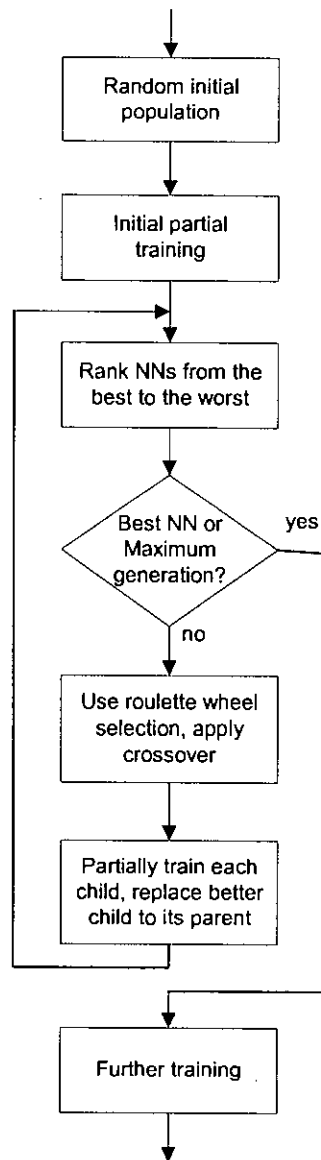 Random initial
population
Initial partial
training
Rank NNs from the
best to the worst
Best NN or
Maximum
generation?
yes
no
Use roulette wheel
selection, apply
crossover
Partially train each
child, replace better
child to its parent
Further training